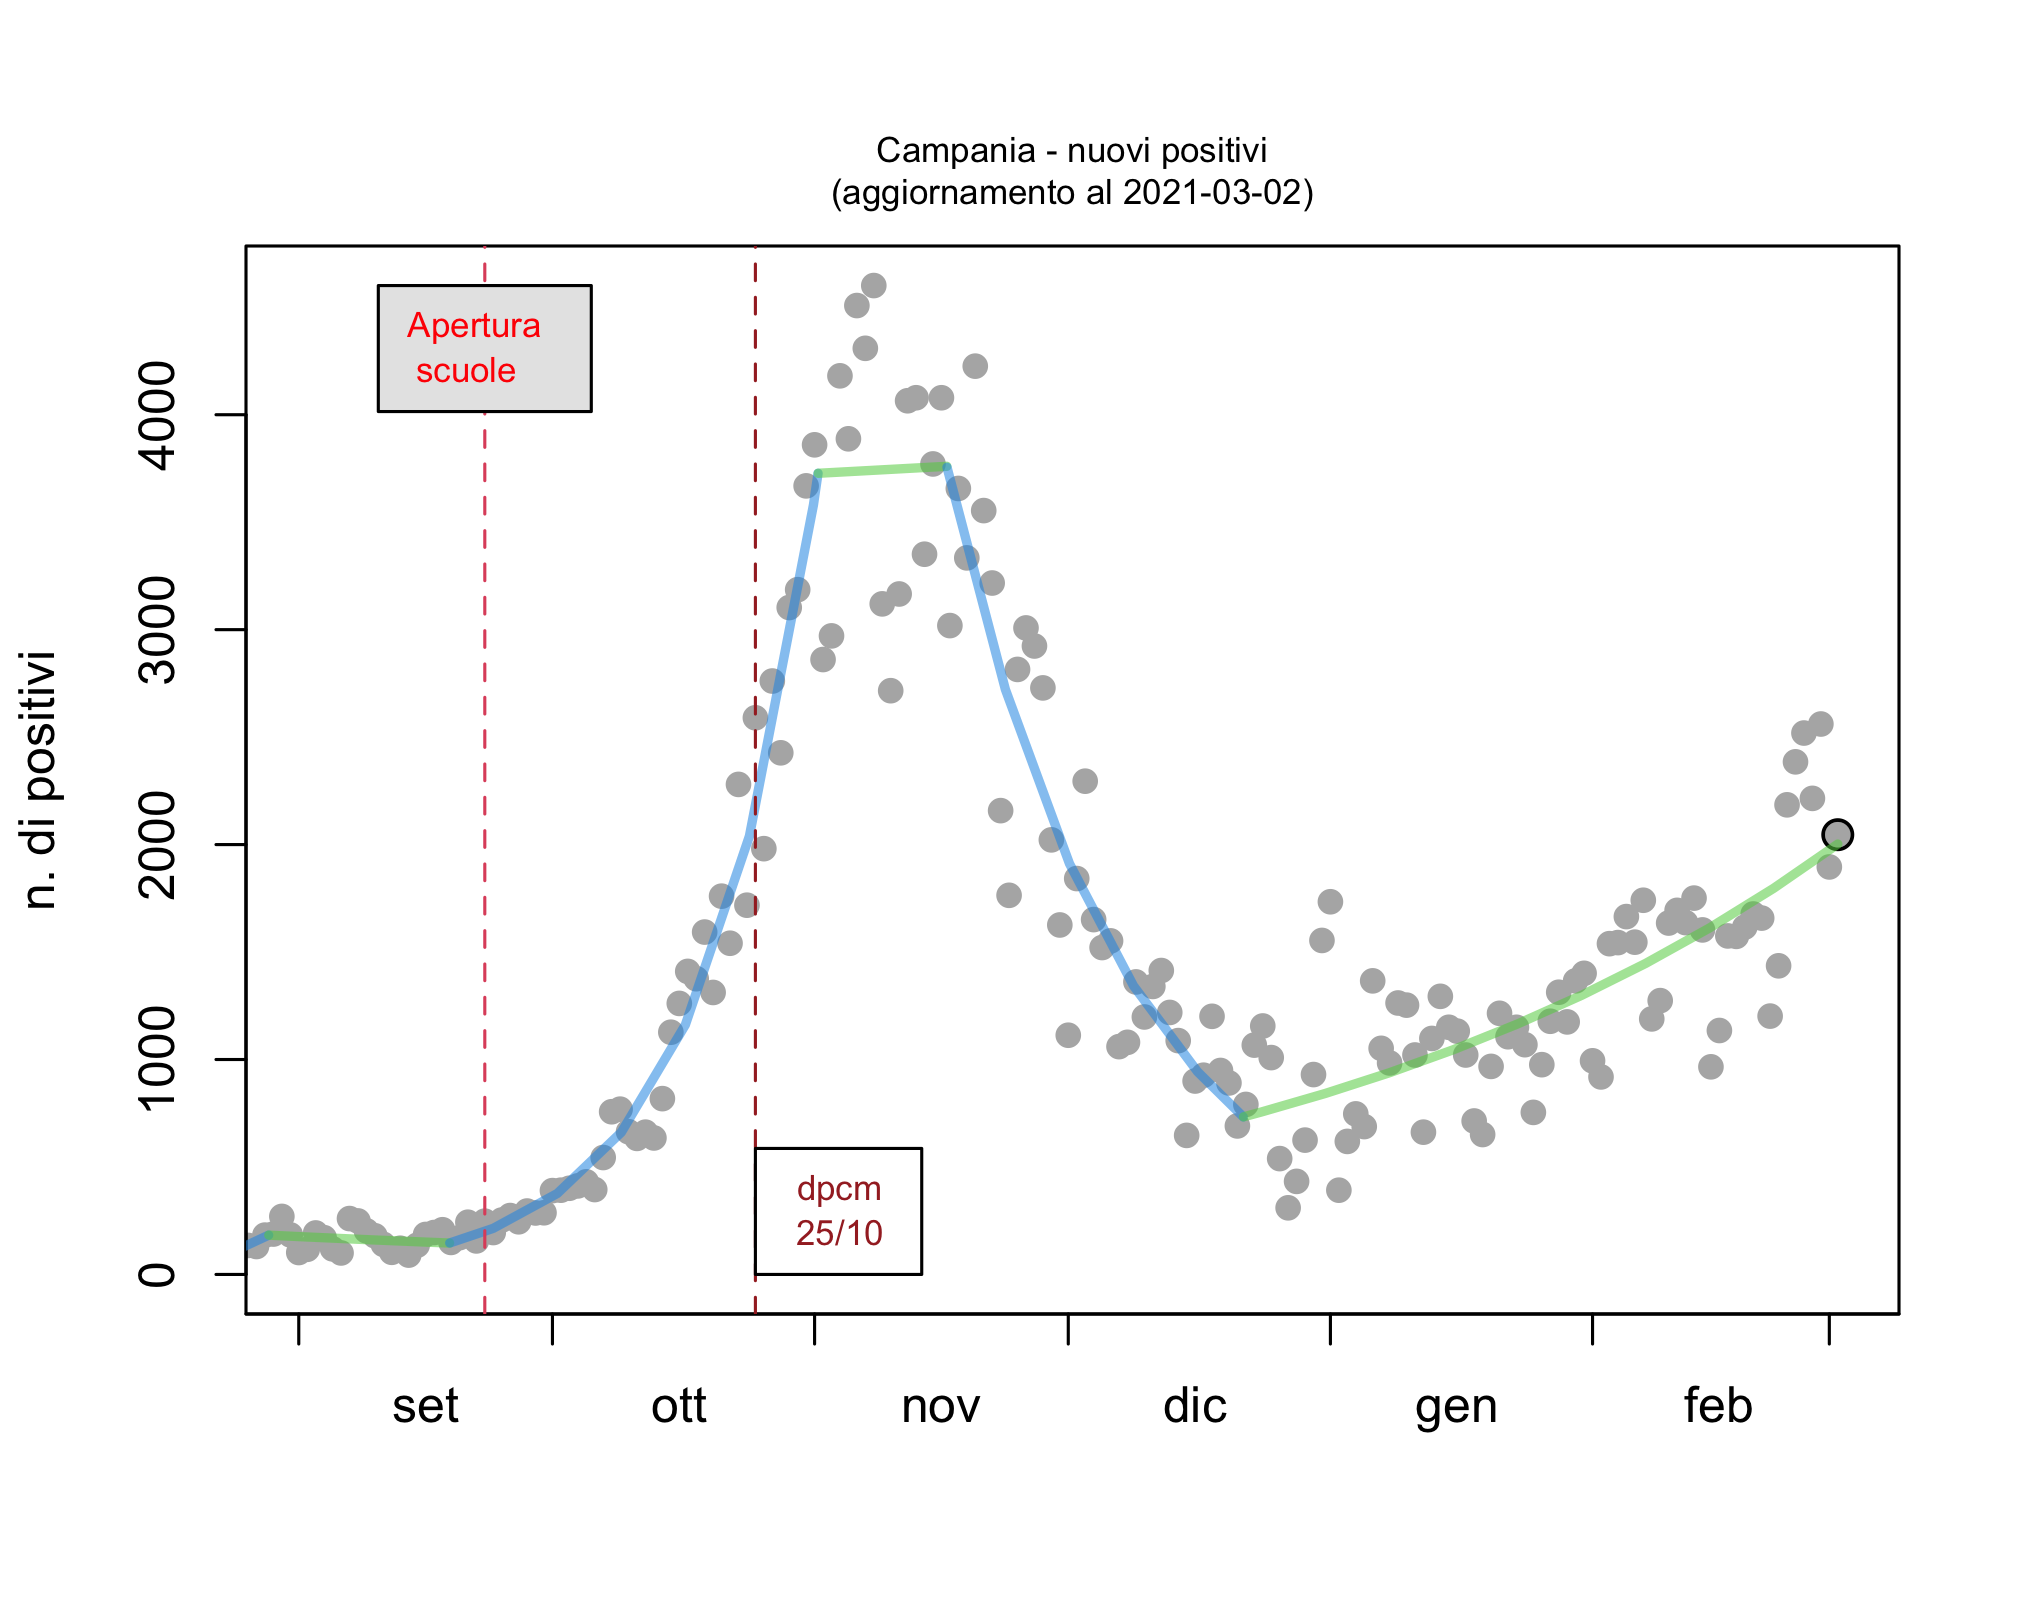 Campania - nuovi positivi
(aggiornamento al 2021-03-02)
Apertura
scuole
n. di positivi
4000
3000
2000
1000
0
dpcm
25/10
set ott nov dic gen feb